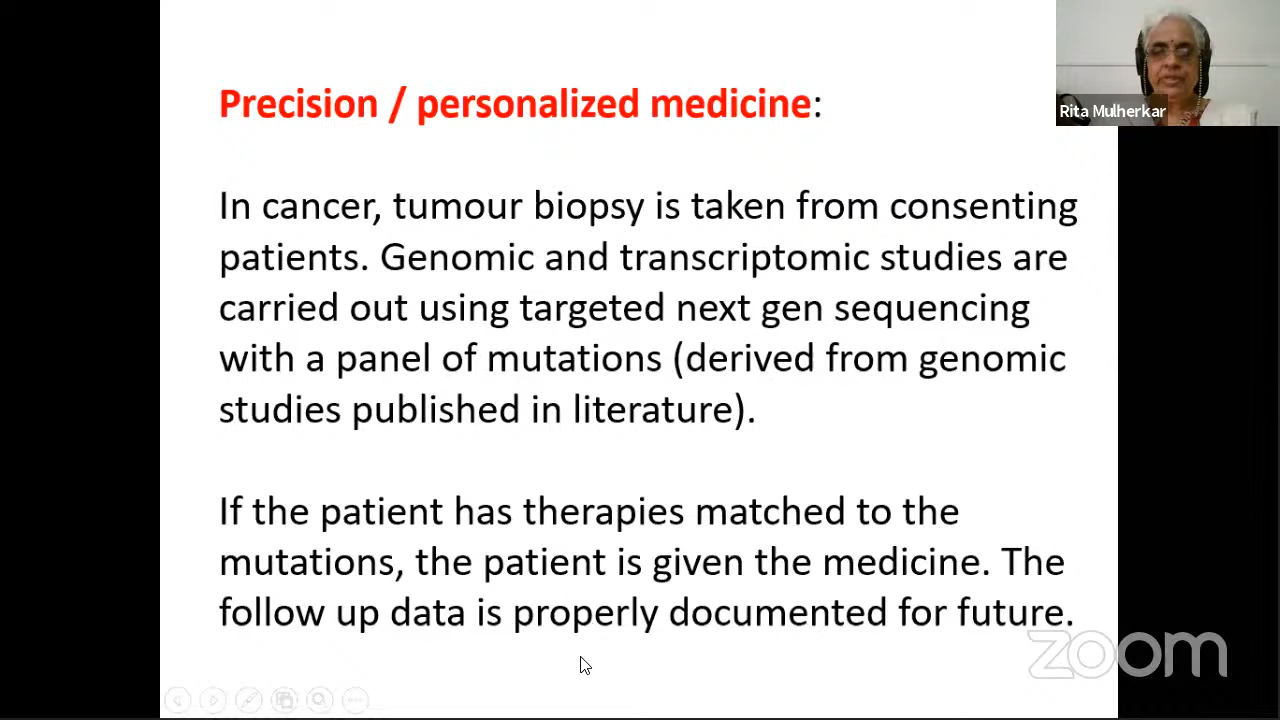 Precision / personalized medicine:
Rita Mulherkar
In cancer, tumour biopsy is taken from consenting
patients. Genomic and transcriptomic studies are
carried out using targeted next gen sequencing
with a panel of mutations (derived from genomic
studies published in literature).
If the patient has therapies matched to the
mutations, the patient is given the medicine. The
follow up data is properly documented for future.
zoom